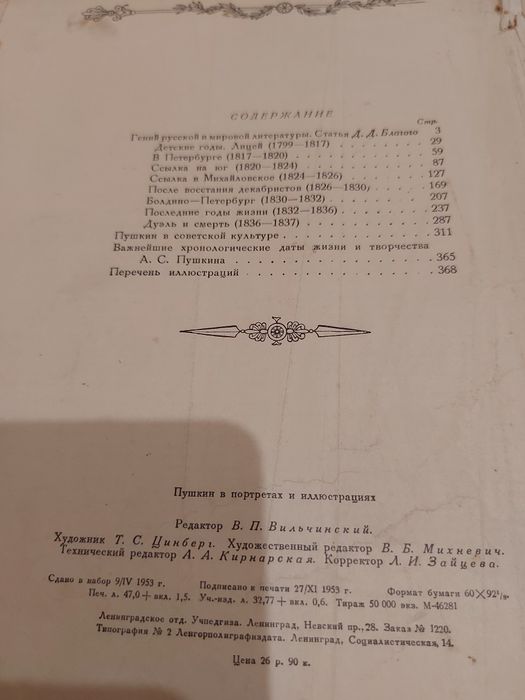 СОДЕРЖАНИЕ
Стр.
Гений русской и мировой литературы. Статья Д. Д. Благого 3
Детские годы. Лицей (1799—1817) . . . . . . . . 29
В Петербурге (1817—1820) . . . . . . . . . . . 59
Ссылка на юг (1820—1824) . . . . . . . . . . . 87
Ссылка в Михайловское (1824—1826) . . . . . . . 127
После восстания декабристов (1826—1830) . . . . . 169
Болдино—Петербург (1830—1832) . . . . . . . . . 207
Последние годы жизни (1832—1836) . . . . . . . . 237
Дуэль и смерть (1836—1837) . . . . . . . . . . 287
Пушкин в советской культуре . . . . . . . . . . . 311
Важнейшие хронологические даты жизни и творчества
А. С. Пушкина . . . . . . . . . . . . . . . . 365
Перечень иллюстраций . . . . . . . . . . . . . . 368
Пушкин в портретах и иллюстрациях
Редактор В. П. Вильчинский.
Художник Т. С. Цинберг. Художественный редактор В. Б. Михневич.
Технический редактор А. А. Кирнарская. Корректор Л. И. Зайцева.
Сдано в набор 9/IV 1953 г. Подписано к печати 27/XI 1953 г. Формат бумаги 60×92¹/₈.
Печ. л. 47,0+вкл. 1,5. Уч.-изд. л. 32,77+вкл. 0,6. Тираж 50 000 экз. М-46281
Ленинградское отд. Учпедгиза. Ленинград, Невский пр., 28. Заказ № 1220.
Типография № 2 Ленгорполиграфиздата. Ленинград, Социалистическая, 14.
Цена 26 р. 90 к.